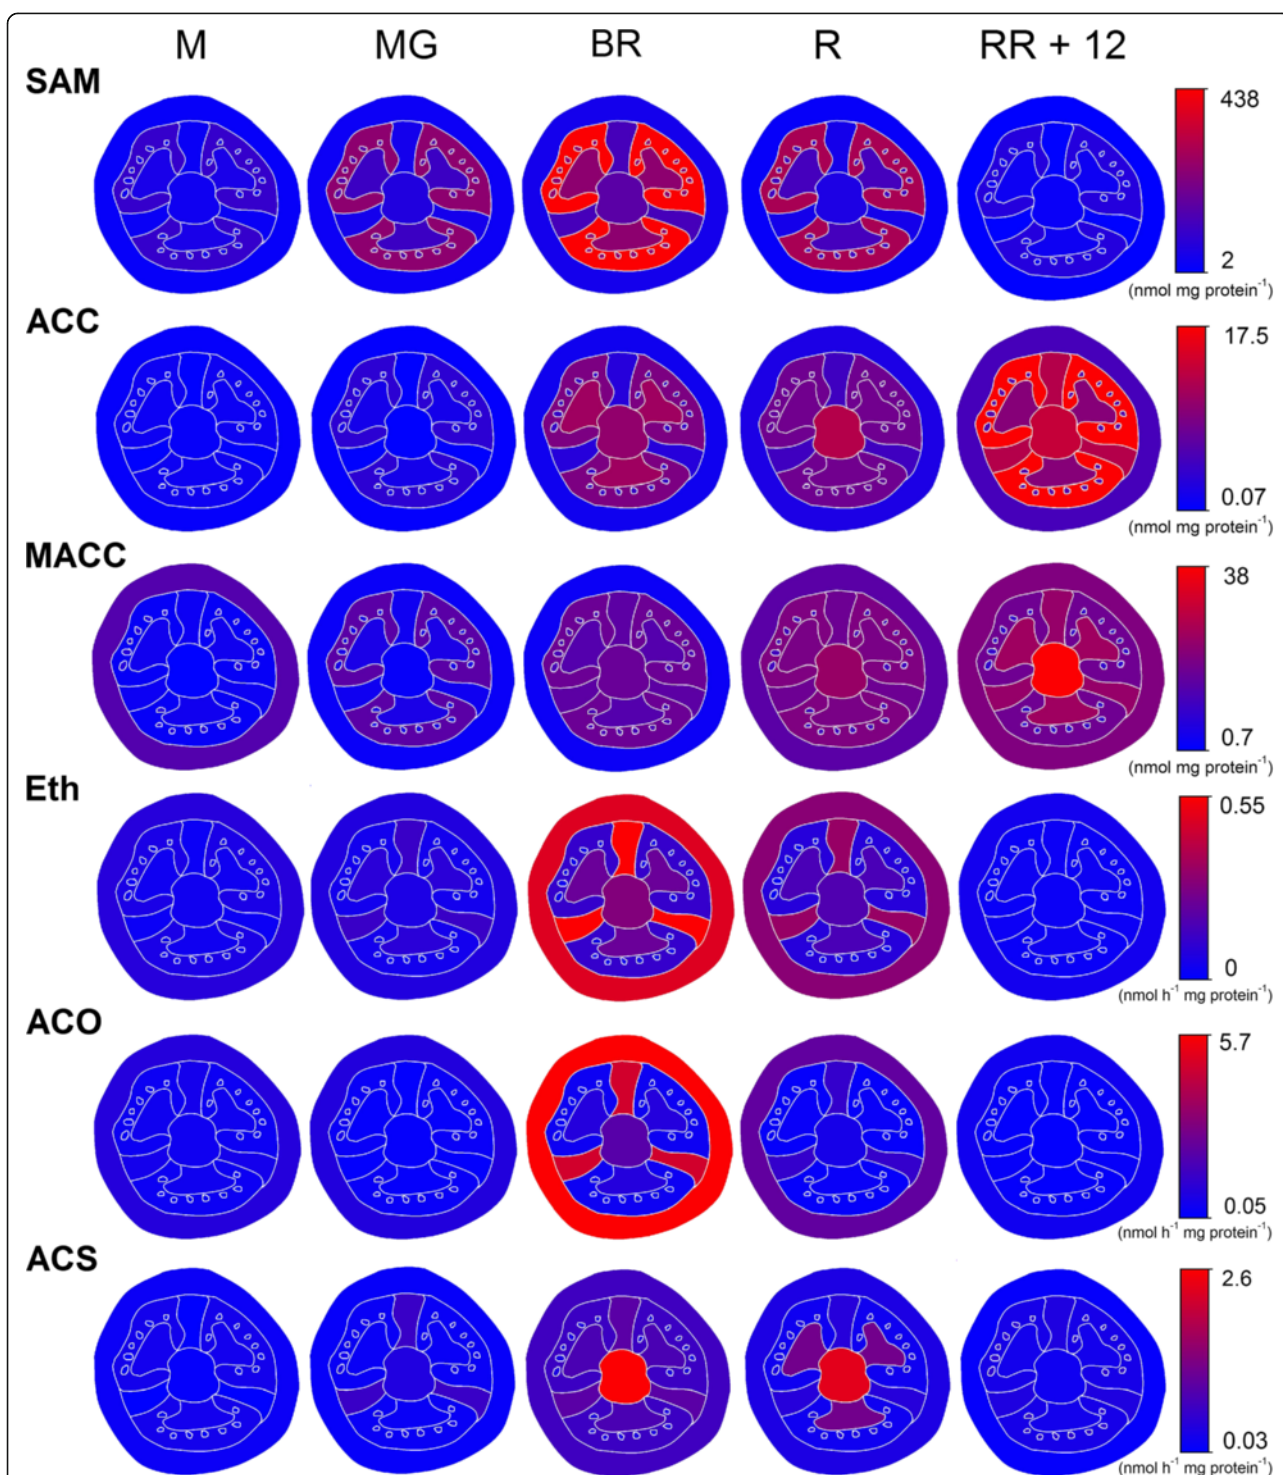 M MG BR R RR + 12
SAM
438
2
(nmol mg protein⁻¹)
ACC
17.5
0.07
(nmol mg protein⁻¹)
MACC
38
0.7
(nmol mg protein⁻¹)
Eth
0.55
0
(nmol h⁻¹ mg protein⁻¹)
ACO
5.7
0.05
(nmol h⁻¹ mg protein⁻¹)
ACS
2.6
0.03
(nmol h⁻¹ mg protein⁻¹)